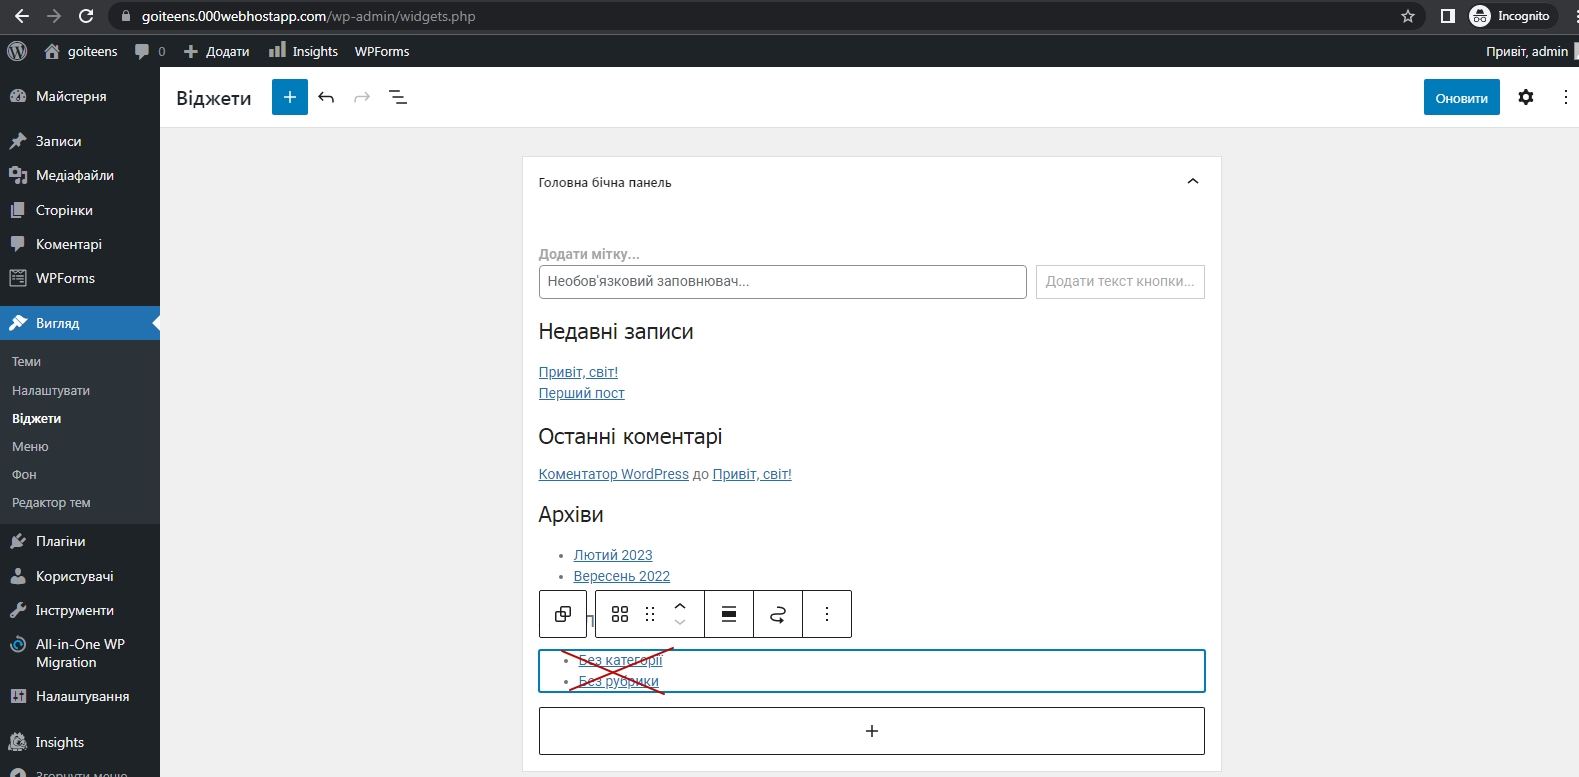 goiteens.000webhostapp.com/wp-admin/widgets.php
Incognito
goiteens 0 Додати Insights WPForms Привіт, admin
Майстерня
Записи
Медіафайли
Сторінки
Коментарі
WPForms
Вигляд
Теми
Налаштувати
Віджети
Меню
Фон
Редактор тем
Плагіни
Користувачі
Інструменти
All-in-One WP
Migration
Налаштування
Insights
Згорнути меню
Віджети
Оновити
Головна бічна панель
Додати мітку...
Необов'язковий заповнювач...
Додати текст кнопки...
Недавні записи
Привіт, світ!
Перший пост
Останні коментарі
Коментатор WordPress до Привіт, світ!
Архіви
Лютий 2023
Вересень 2022
Без категорії
Без рубрики